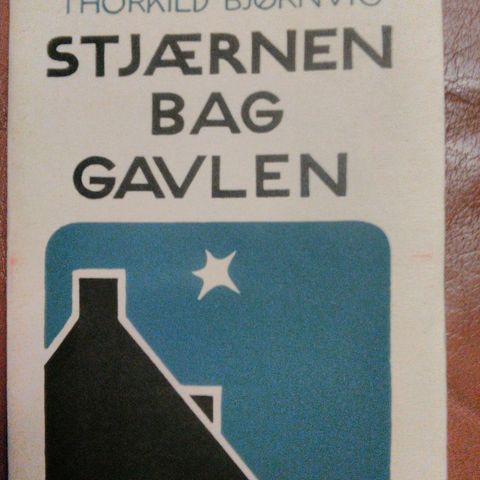 THORKILD BJØRNVIG
STJÆRNEN
BAG
GAVLEN